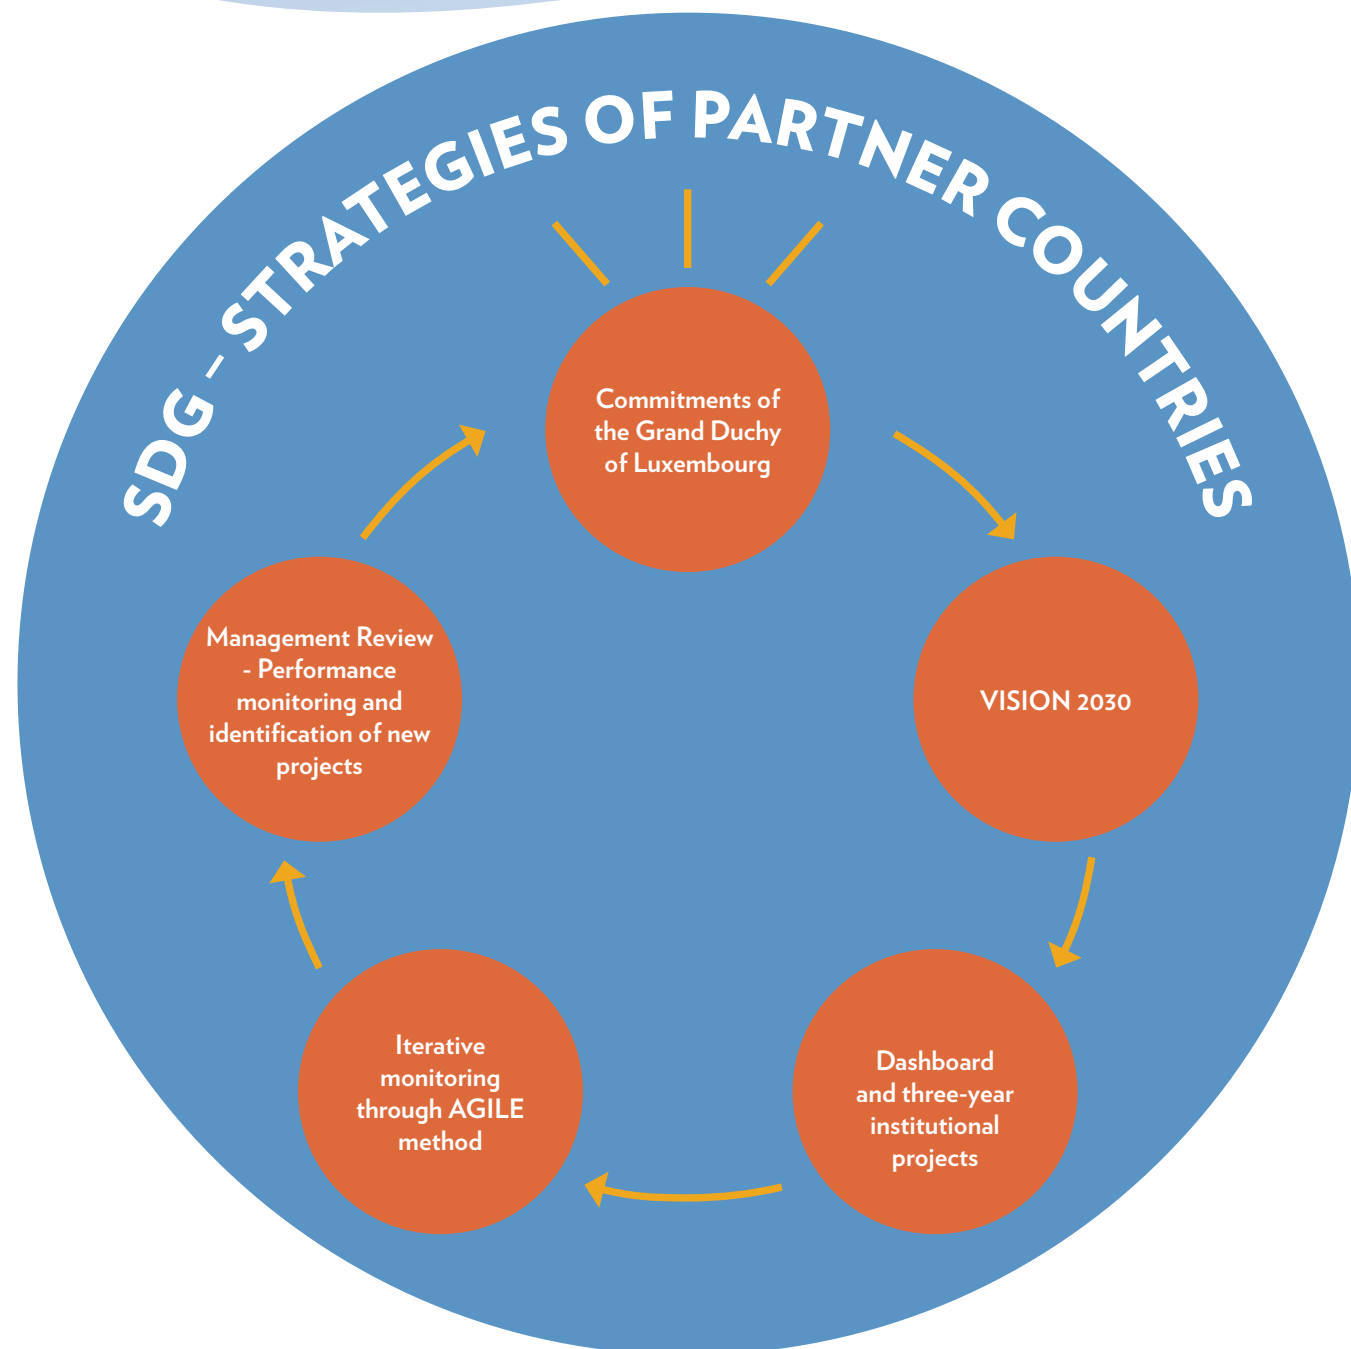 SDG – STRATEGIES OF PARTNER COUNTRIES
Commitments of
the Grand Duchy
of Luxembourg
Management Review
- Performance
monitoring and
identification of new
projects
VISION 2030
Iterative
monitoring
through AGILE
method
Dashboard
and three-year
institutional
projects